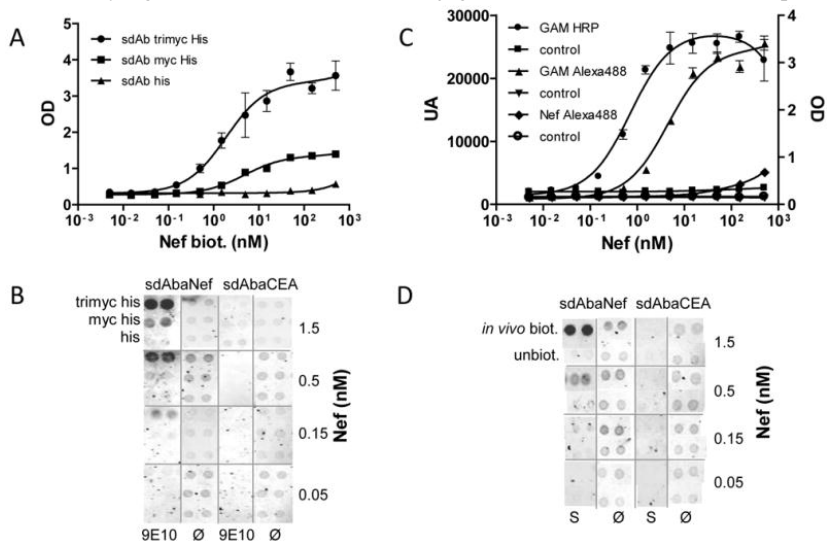 A
5
4
3
2
1
0
OD
sdAb trimyc His
sdAb myc His
sdAb his
10-3 10-2 10-1 100 101 102 103
Nef biot. (nM)
C
30000
20000
10000
0
UA
GAM HRP
control
GAM Alexa488
control
Nef Alexa488
control
4
3
2
1
0
OD
10-3 10-2 10-1 100 101 102 103
Nef (nM)
B
sdAbaNef sdAbaCEA
trimyc his
myc his
his
1.5
0.5
0.15
0.05
Nef (nM)
9E10 Ø 9E10 Ø
D
sdAbaNef sdAbaCEA
in vivo biot.
unbiot.
1.5
0.5
0.15
0.05
Nef (nM)
S Ø S Ø